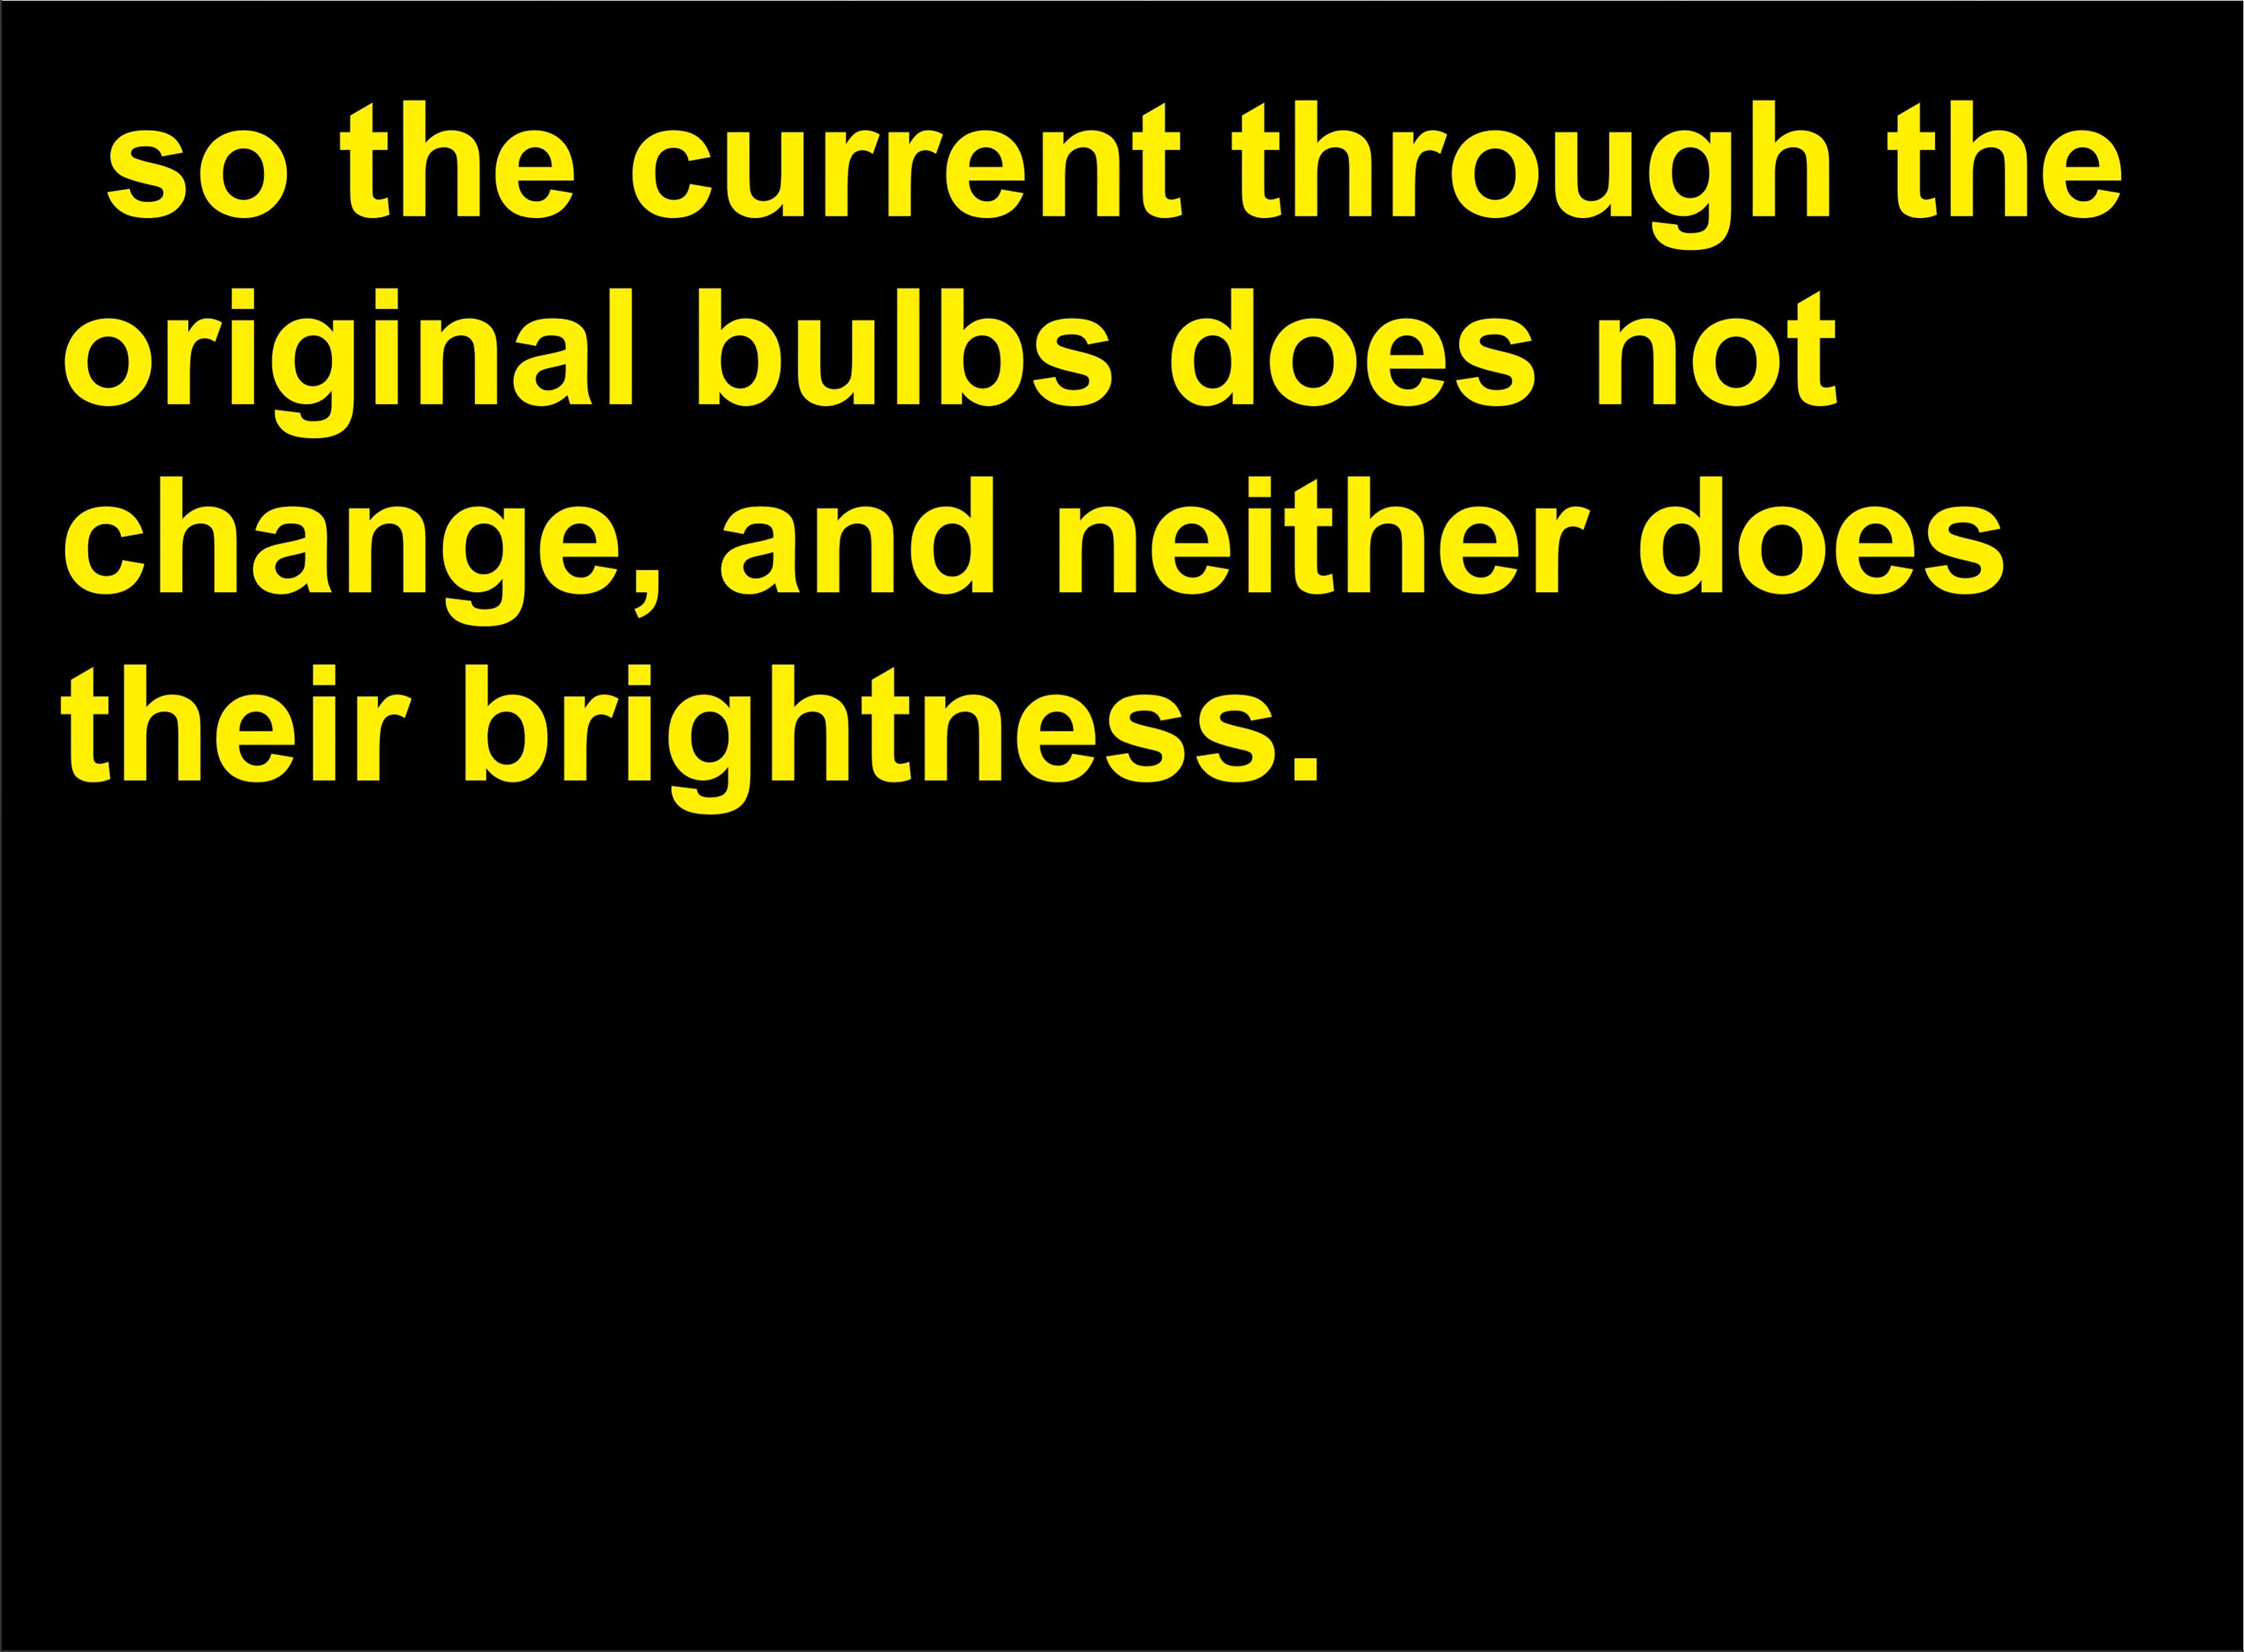 so the current through the
original bulbs does not
change, and neither does
their brightness.